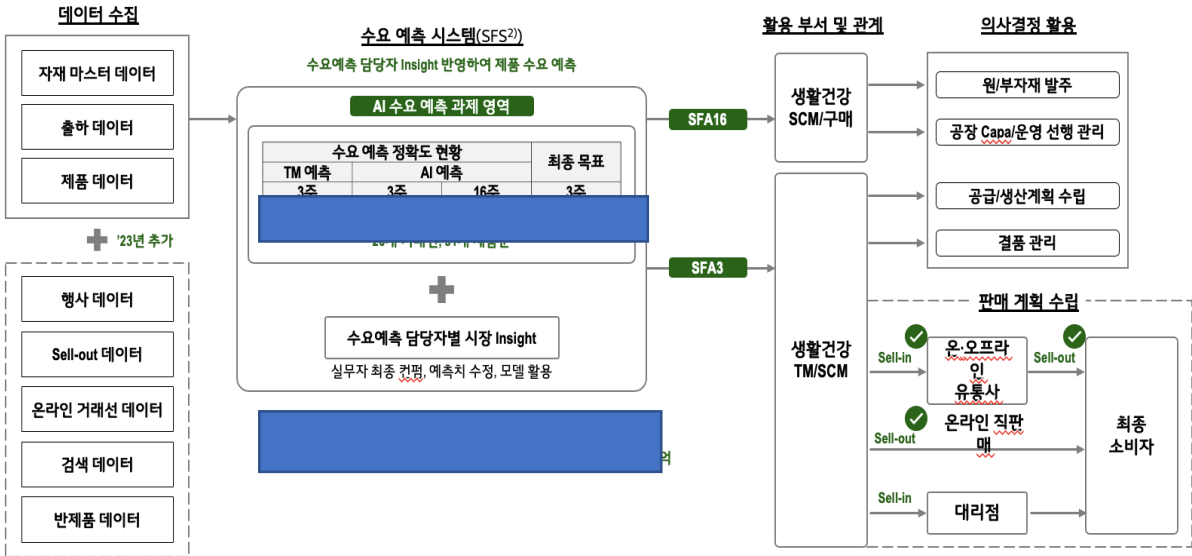 데이터 수집
자재 마스터 데이터
출하 데이터
제품 데이터
'23년 추가
행사 데이터
Sell-out 데이터
온라인 거래선 데이터
검색 데이터
반제품 데이터
수요 예측 시스템(SFS2))
수요예측 담당자 Insight 반영하여 제품 수요 예측
AI 수요 예측 과제 영역
수요 예측 정확도 현황
최종 목표
TM 예측
AI 예측
3주
3주
16주
3주
수요예측 담당자별 시장 Insight
실무자 최종 컨펌, 예측치 수정, 모델 활용
억
SFA16
SFA3
활용 부서 및 관계
생활건강
SCM/구매
생활건강
TM/SCM
의사결정 활용
원/부자재 발주
공장 Capa/운영 선행 관리
공급/생산계획 수립
결품 관리
판매 계획 수립
Sell-in
온·오프라
인
유통사
Sell-out
Sell-out
온라인 직판
매
Sell-in
대리점
최종
소비자